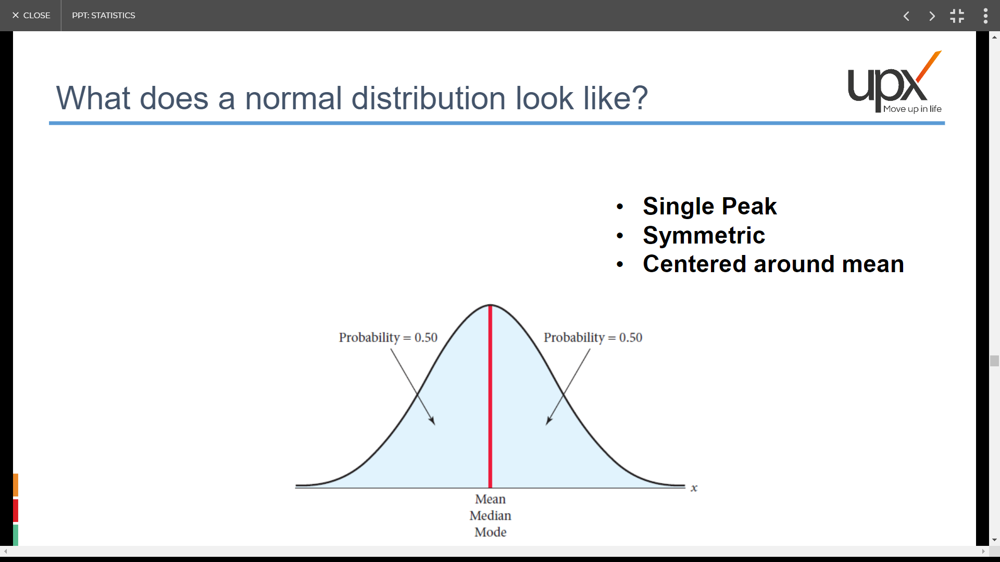 CLOSE
PPT: STATISTICS
What does a normal distribution look like?
upx
Move up in life
• Single Peak
• Symmetric
• Centered around mean
Probability = 0.50
Probability = 0.50
x
Mean
Median
Mode